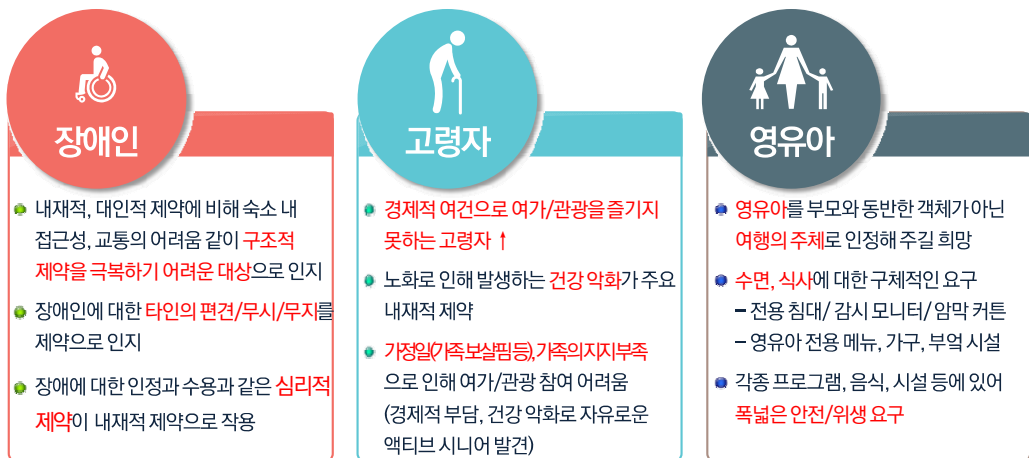 장애인
내재적, 대인적 제약에 비해 숙소 내
접근성, 교통의 어려움 같이 구조적
제약을 극복하기 어려운 대상으로 인지
장애인에 대한 타인의 편견/무시/무지를
제약으로 인지
장애에 대한 인정과 수용과 같은 심리적
제약이 내재적 제약으로 작용
고령자
경제적 여건으로 여가/관광을 즐기지
못하는 고령자 ↑
노화로 인해 발생하는 건강 악화가 주요
내재적 제약
가정일(가족 보살핌 등), 가족의 지지 부족
으로 인해 여가/관광 참여 어려움
(경제적 부담, 건강 악화로 자유로운
액티브 시니어 발견)
영유아
영유아를 부모와 동반한 객체가 아닌
여행의 주체로 인정해 주길 희망
수면, 식사에 대한 구체적인 요구
– 전용 침대/ 감시 모니터/ 암막 커튼
– 영유아 전용 메뉴, 가구, 부엌 시설
각종 프로그램, 음식, 시설 등에 있어
폭넓은 안전/위생 요구